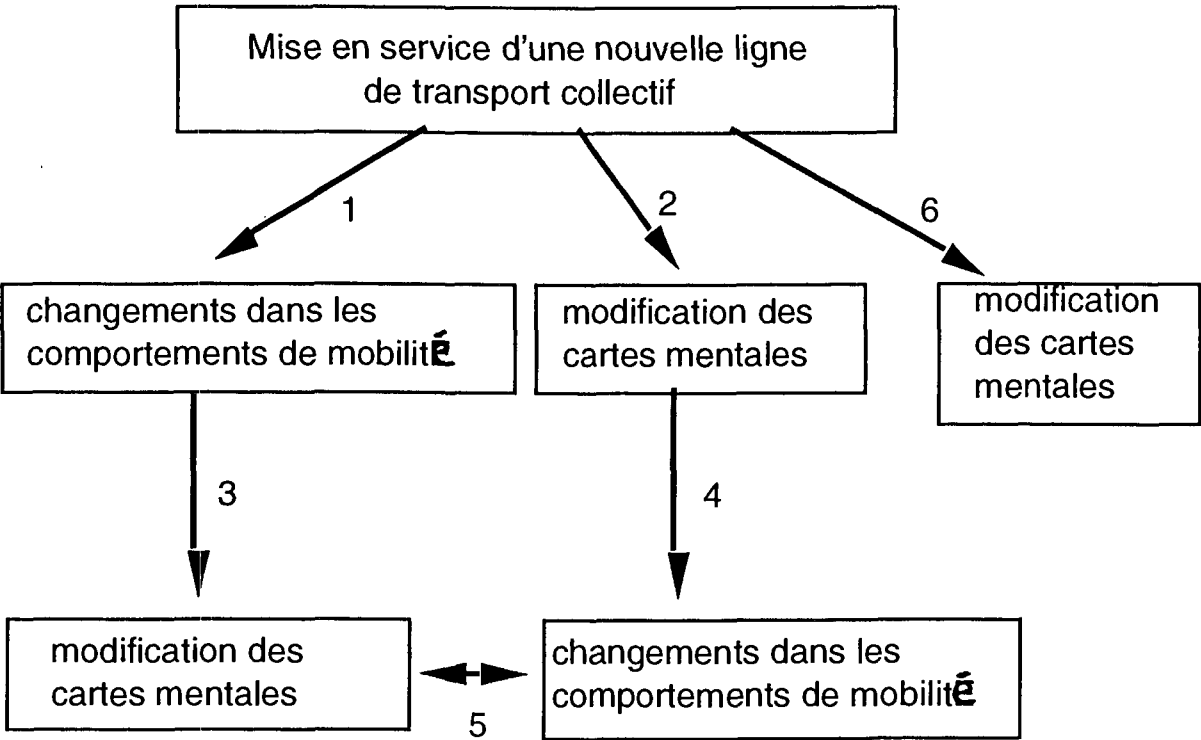 Mise en service d'une nouvelle ligne
de transport collectif
1
2
6
changements dans les
comportements de mobilité
modification des
cartes mentales
modification
des cartes
mentales
3
4
modification des
cartes mentales
5
changements dans les
comportements de mobilité